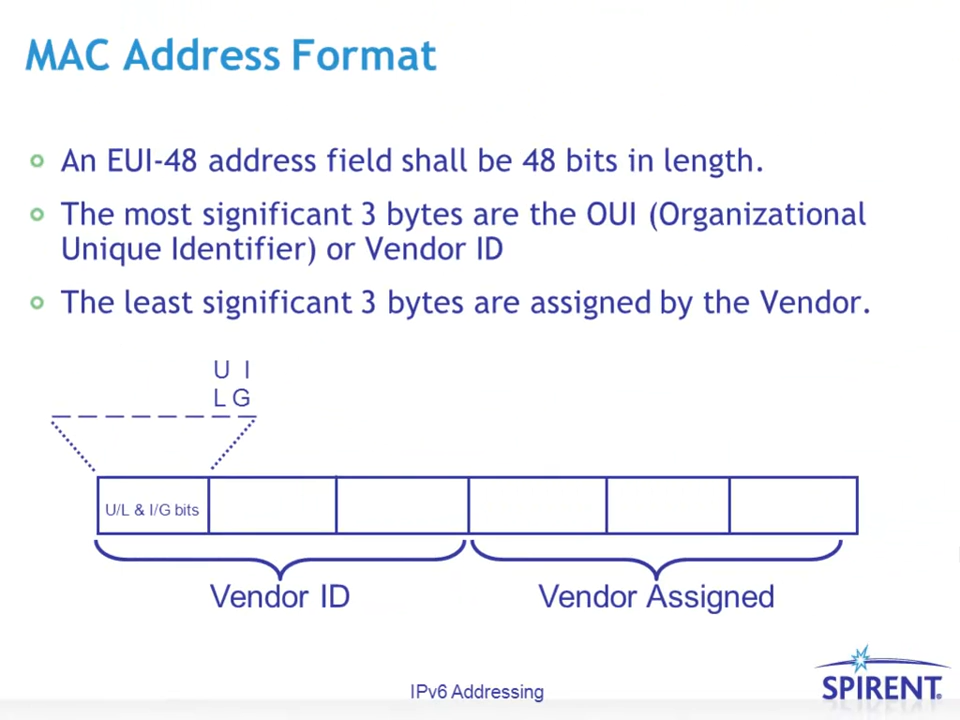 MAC Address Format
An EUI-48 address field shall be 48 bits in length.
The most significant 3 bytes are the OUI (Organizational
Unique Identifier) or Vendor ID
The least significant 3 bytes are assigned by the Vendor.
U I
L G
U/L & I/G bits
Vendor ID
Vendor Assigned
IPv6 Addressing
SPIRENT